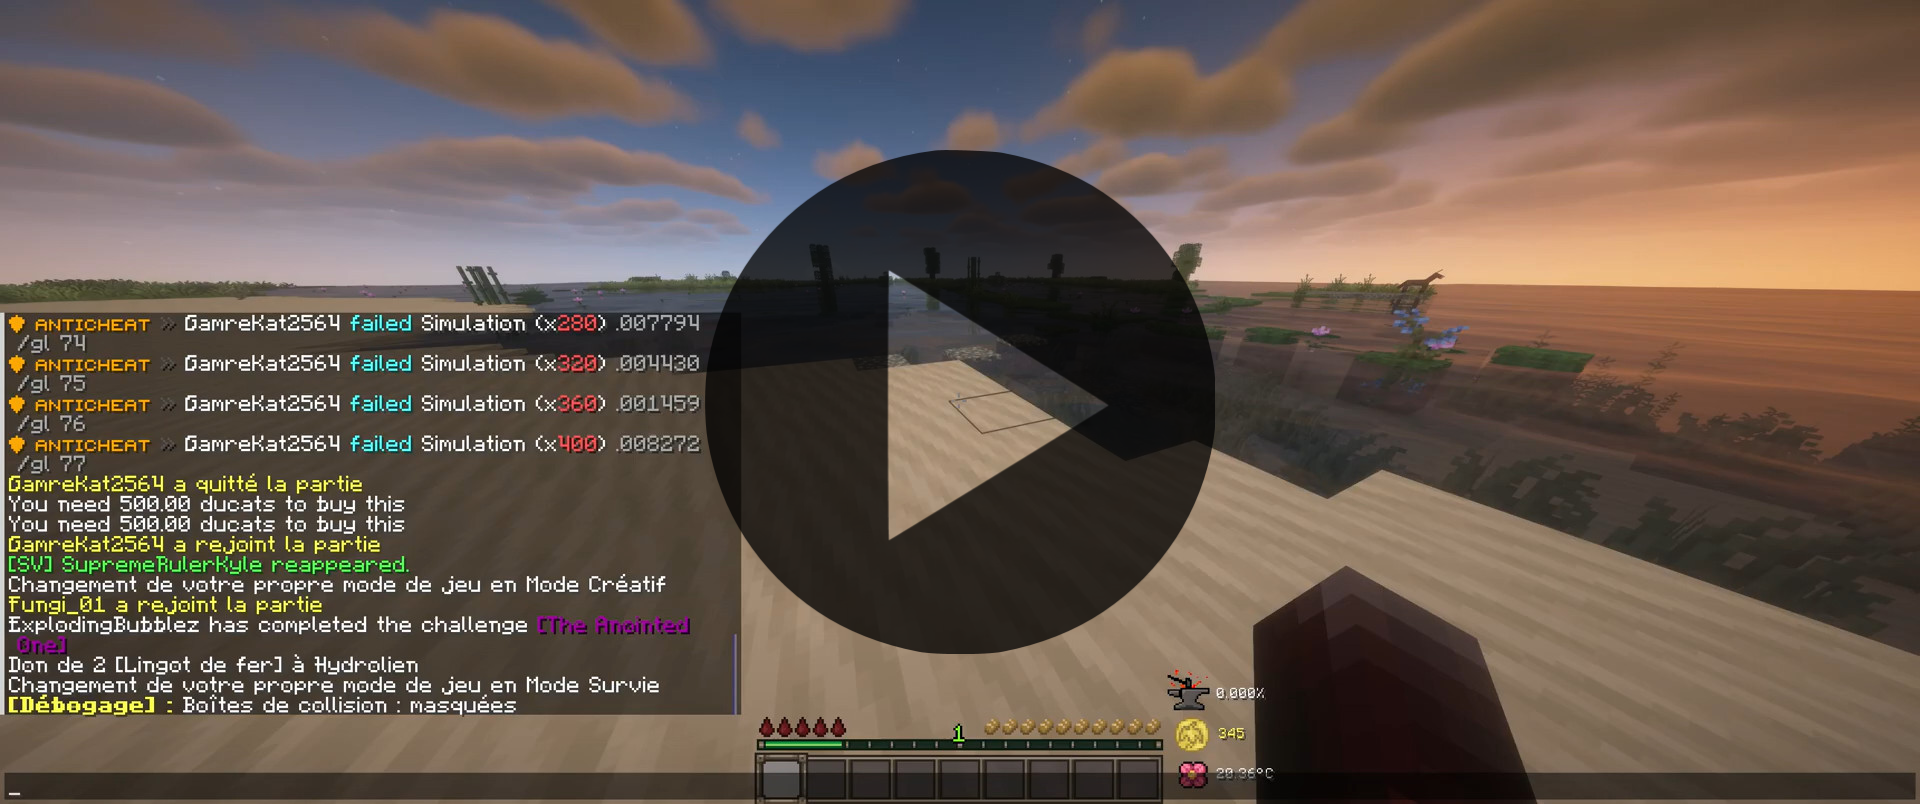 ANTICHEAT » GamreKat2564 failed Simulation (x280) .007794
/gl 74
ANTICHEAT » GamreKat2564 failed Simulation (x320) .004430
/gl 75
ANTICHEAT » GamreKat2564 failed Simulation (x360) .001459
/gl 76
ANTICHEAT » GamreKat2564 failed Simulation (x400) .008272
/gl 77
GamreKat2564 a quitté la partie
You need 500.00 ducats to buy this
You need 500.00 ducats to buy this
GamreKat2564 a rejoint la partie
[SV] SupremeRulerKyle reappeared.
Changement de votre propre mode de jeu en Mode Créatif
Fungi_01 a rejoint la partie
ExplodingBubblez has completed the challenge [The Anointed
One]
Don de 2 [Lingot de fer] à Hydrolien
Changement de votre propre mode de jeu en Mode Survie
[Débogage] : Boîtes de collision : masquées
0,000%
1
345
20.36°C
_